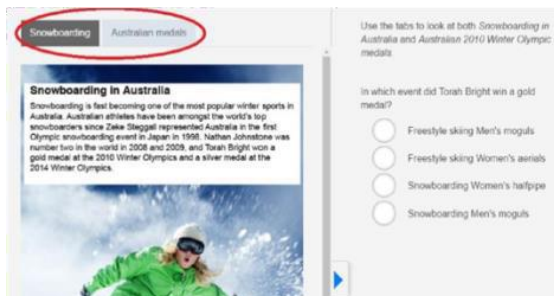 Snowboarding
Australian medals
Snowboarding in Australia
Snowboarding is fast becoming one of the most popular winter sports in
Australia. Australian athletes have been amongst the world's top
snowboarders since Zeke Steggall represented Australia in the first
Olympic snowboarding event in Japan in 1998. Nathan Johnstone was
number two in the world in 2008 and 2009, and Torah Bright won a
gold medal at the 2010 Winter Olympics and a silver medal at the
2014 Winter Olympics.
Use the tabs to look at both Snowboarding in
Australia and Australian 2010 Winter Olympic
medals
In which event did Torah Bright win a gold
medal?
Freestyle skiing Men's moguls
Freestyle skiing Women's aerials
Snowboarding Women's halfpipe
Snowboarding Men's moguls